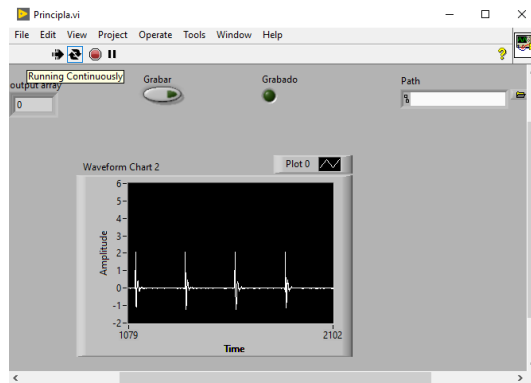 Principla.vi
File Edit View Project Operate Tools Window Help
Running Continuously
output array
0
Grabar
Grabado
Path
Waveform Chart 2
Plot 0
Amplitude
6
5
4
3
2
1
0
-1
-2
1079
2102
Time